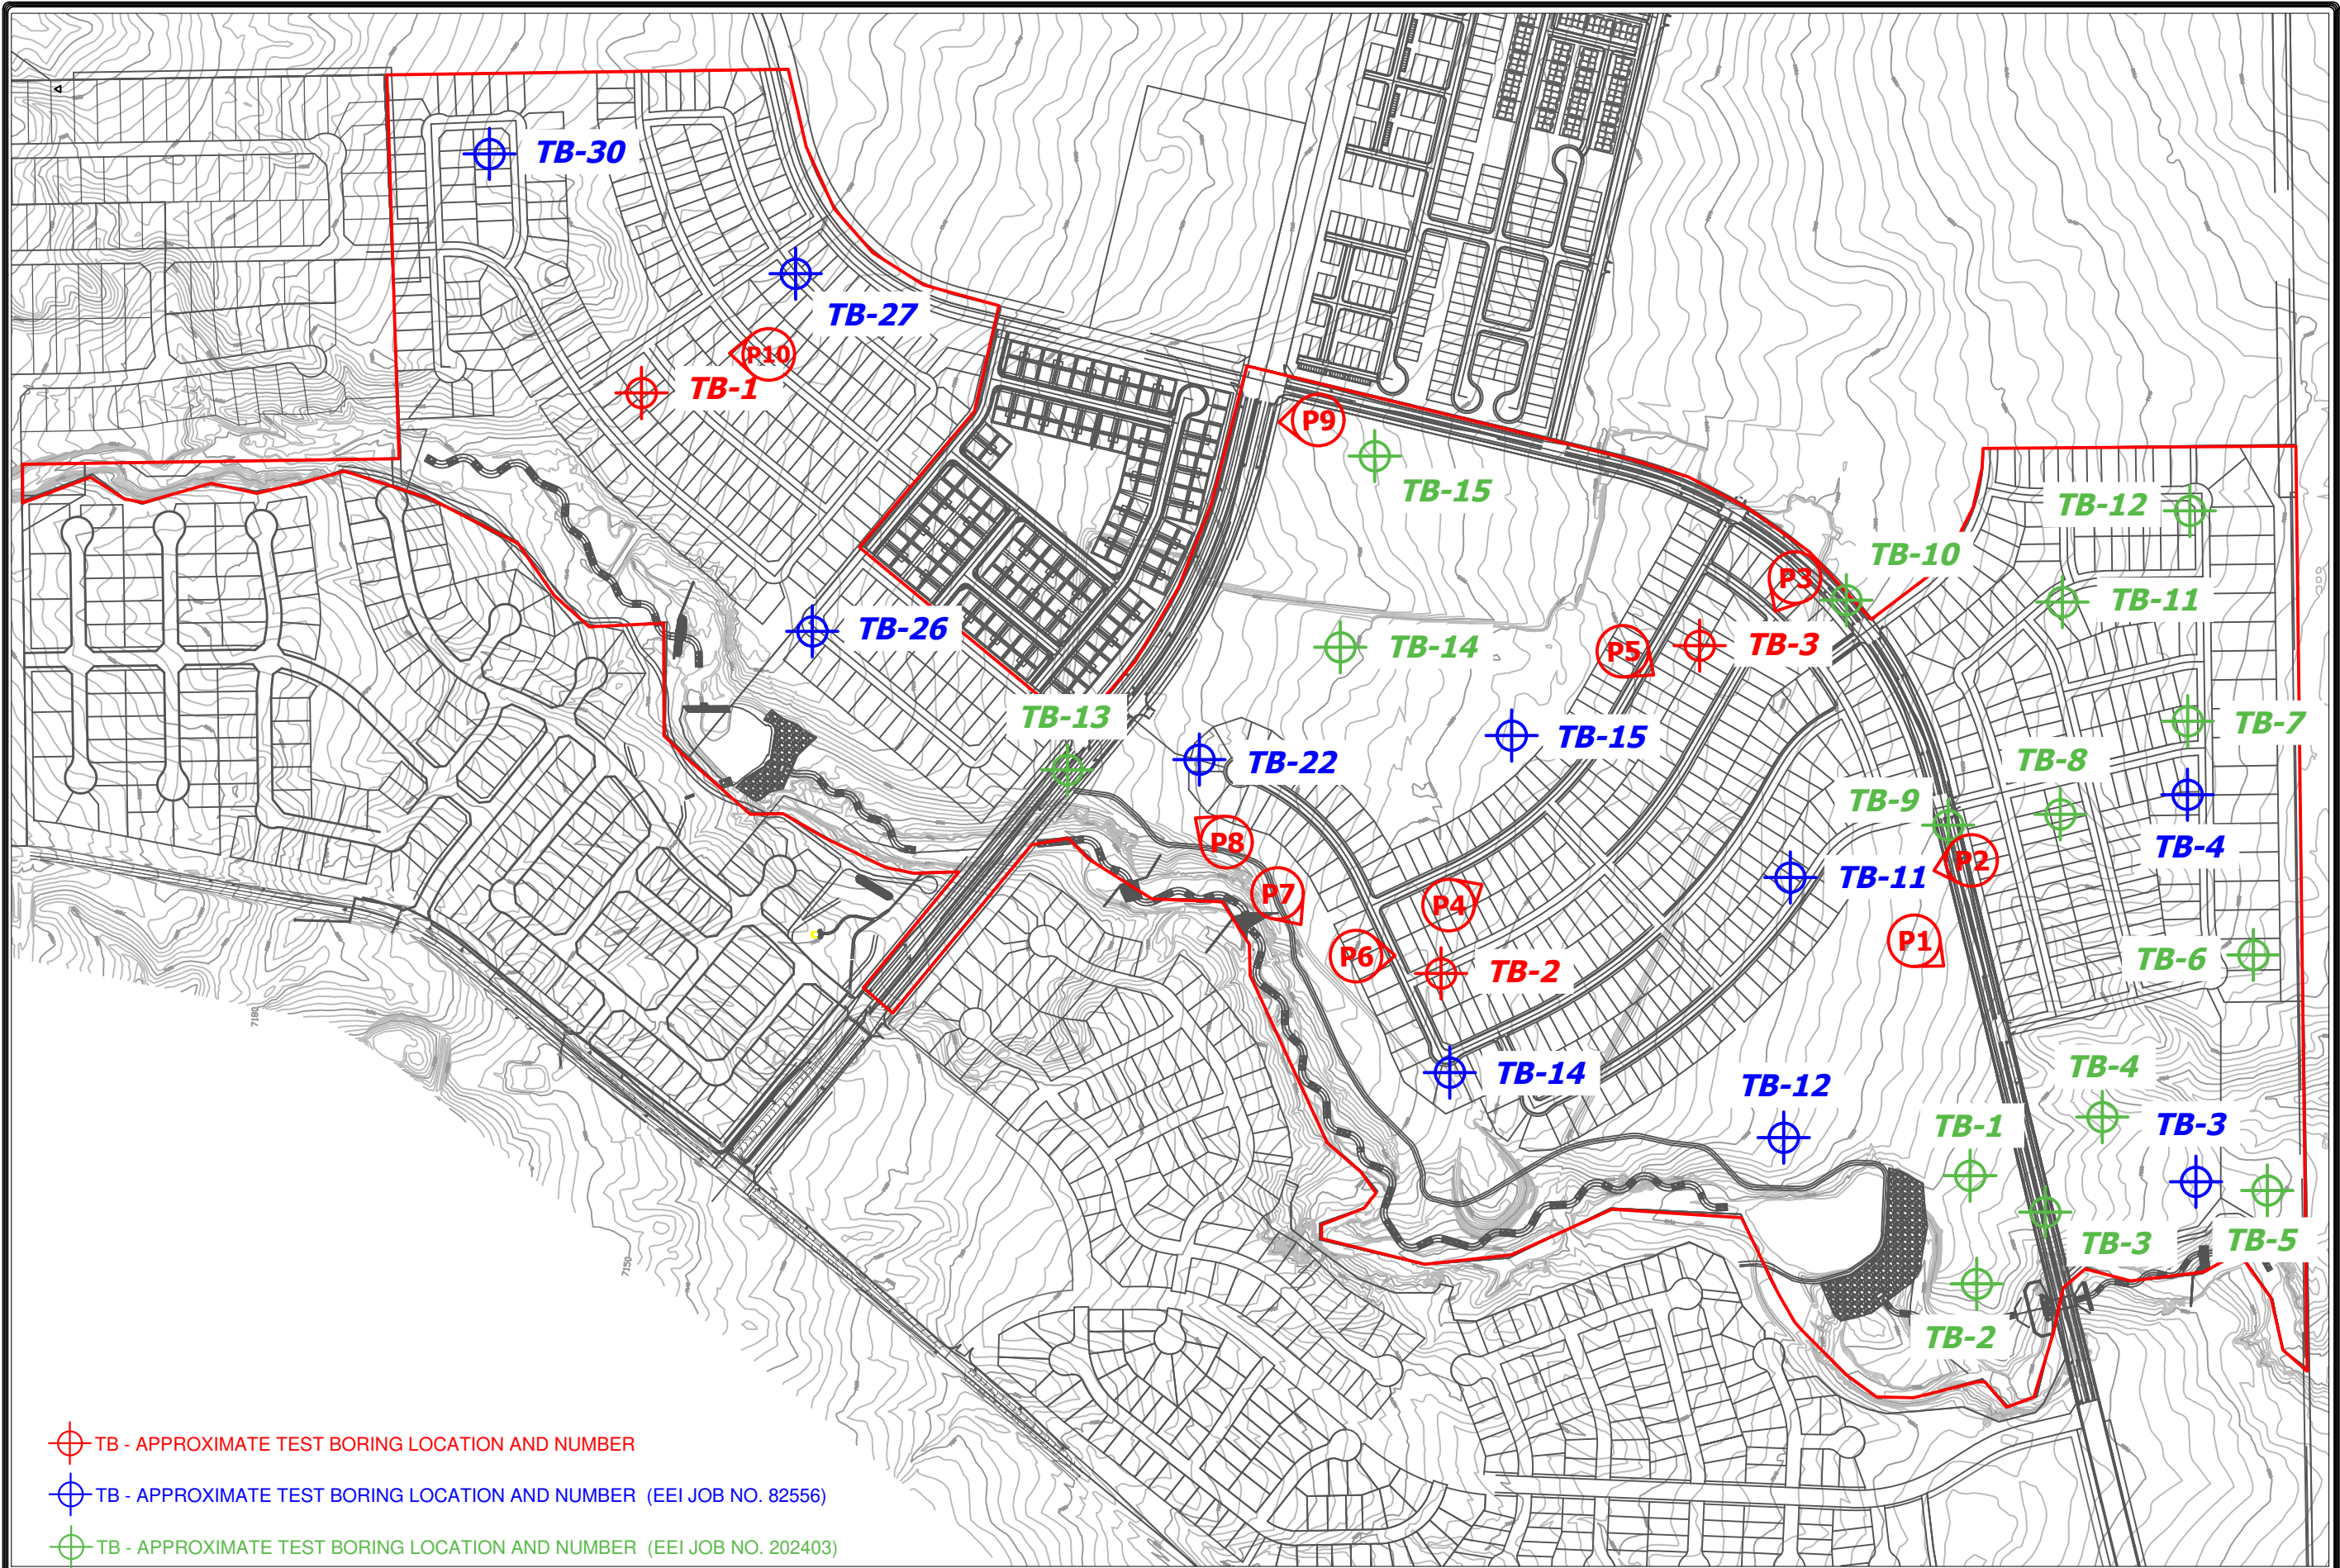 TB-30
TB-27
P10
TB-1
P9
TB-15
TB-12
TB-10
P3
TB-11
TB-26
TB-14
P5
TB-3
TB-13
TB-7
TB-22
TB-15
TB-8
TB-9
P8
TB-4
P2
TB-11
P7
P4
P1
P6
TB-2
TB-6
7180
TB-14
TB-4
TB-12
TB-1
TB-3
TB-3
TB-5
7150
TB-2
TB - APPROXIMATE TEST BORING LOCATION AND NUMBER
TB - APPROXIMATE TEST BORING LOCATION AND NUMBER (EEI JOB NO. 82556)
TB - APPROXIMATE TEST BORING LOCATION AND NUMBER (EEI JOB NO. 202403)